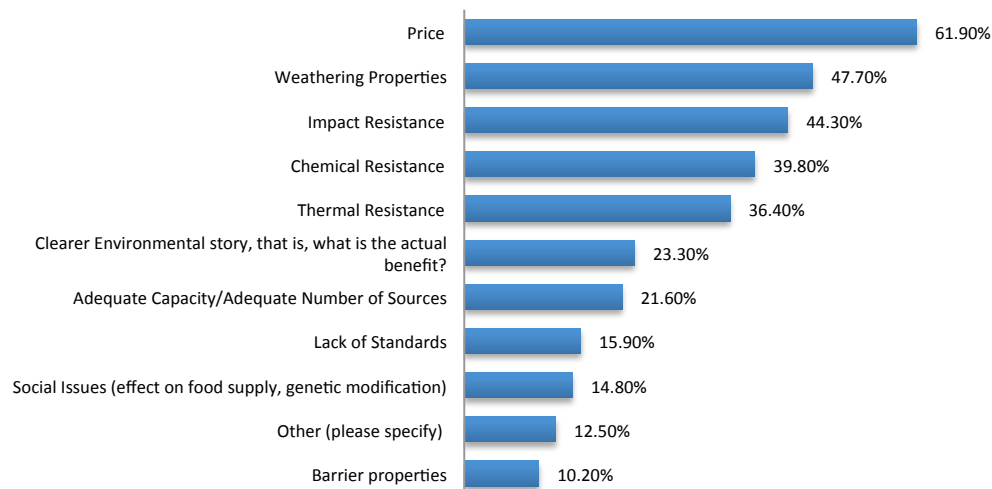 Price
61.90%
Weathering Properties
47.70%
Impact Resistance
44.30%
Chemical Resistance
39.80%
Thermal Resistance
36.40%
Clearer Environmental story, that is, what is the actual
benefit?
23.30%
Adequate Capacity/Adequate Number of Sources
21.60%
Lack of Standards
15.90%
Social Issues (effect on food supply, genetic modification)
14.80%
Other (please specify)
12.50%
Barrier properties
10.20%